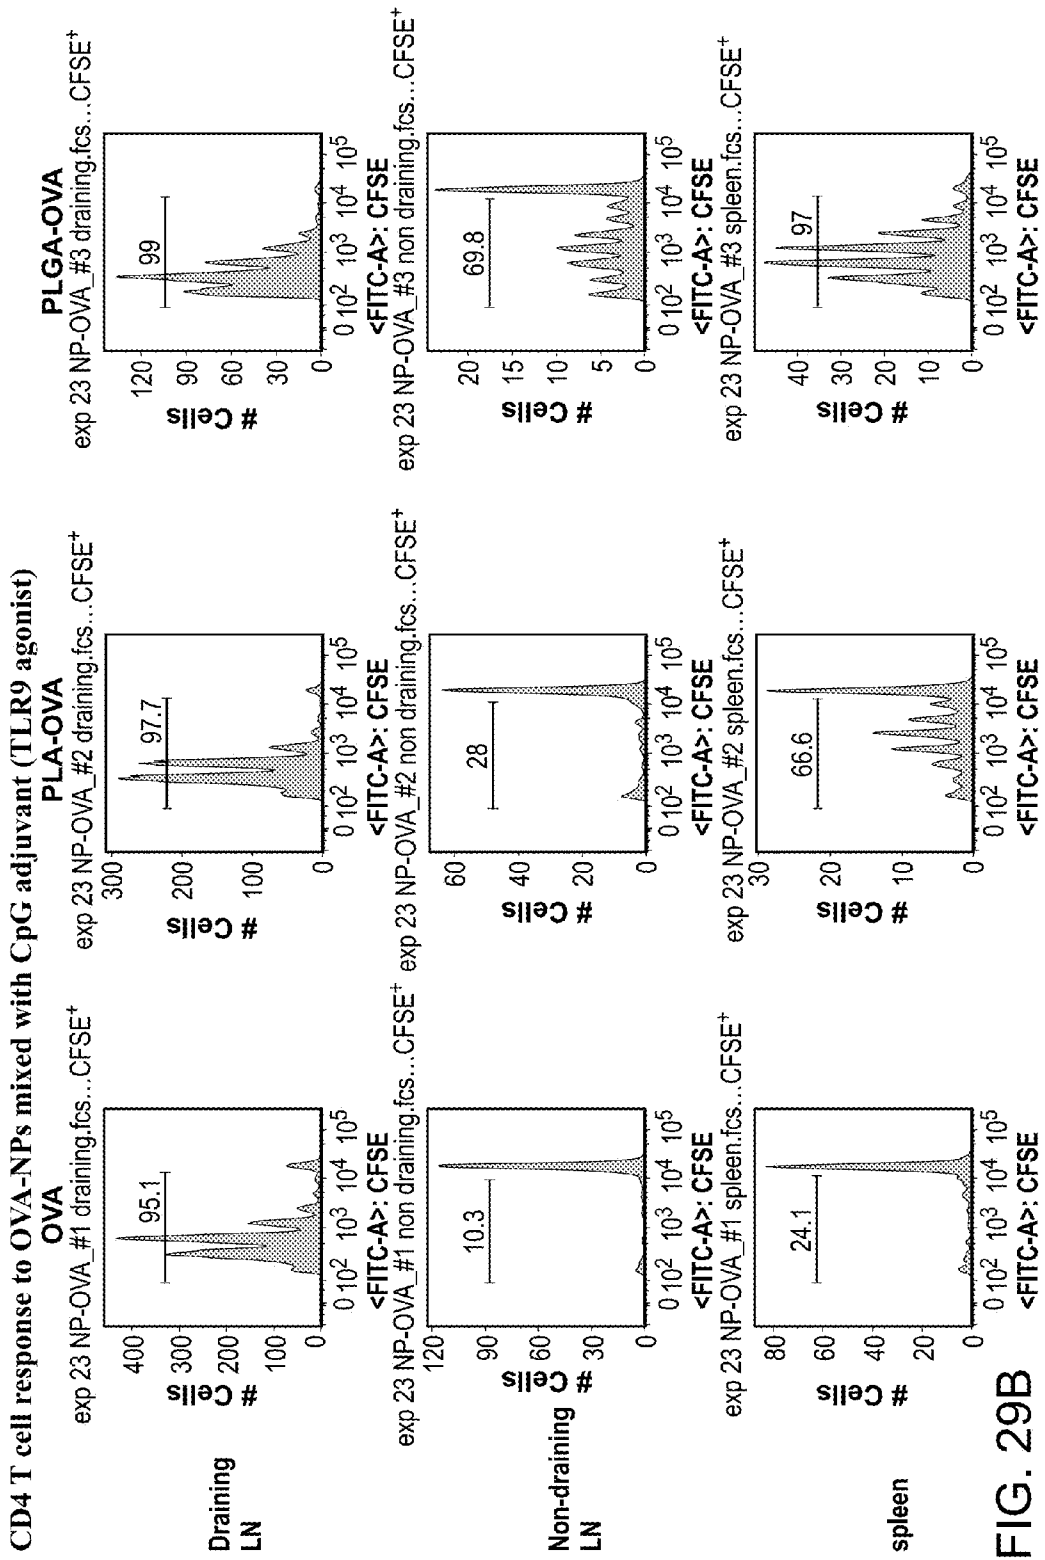 CD4 T cell response to OVA-NPs mixed with CpG adjuvant (TLR9 agonist)
OVA
PLA-OVA
PLGA-OVA
Draining
LN
exp 23 NP-OVA_#1 draining.fcs...CFSE+
# Cells
400
300
200
100
0
95.1
0 102 103 104 105
<FITC-A>: CFSE
exp 23 NP-OVA_#2 draining.fcs...CFSE+
# Cells
300
200
100
0
97.7
0 102 103 104 105
<FITC-A>: CFSE
exp 23 NP-OVA_#3 draining.fcs...CFSE+
# Cells
120
90
60
30
0
99
0 102 103 104 105
<FITC-A>: CFSE
Non-draining
LN
exp 23 NP-OVA_#1 non draining.fcs...CFSE+
# Cells
120
90
60
30
0
10.3
0 102 103 104 105
<FITC-A>: CFSE
exp 23 NP-OVA_#2 non draining.fcs...CFSE+
# Cells
60
40
20
0
28
0 102 103 104 105
<FITC-A>: CFSE
exp 23 NP-OVA_#3 non draining.fcs...CFSE+
# Cells
20
15
10
5
0
69.8
0 102 103 104 105
<FITC-A>: CFSE
spleen
exp 23 NP-OVA_#1 spleen.fcs...CFSE+
# Cells
80
60
40
20
0
24.1
0 102 103 104 105
<FITC-A>: CFSE
exp 23 NP-OVA_#2 spleen.fcs...CFSE+
# Cells
30
20
10
0
66.6
0 102 103 104 105
<FITC-A>: CFSE
exp 23 NP-OVA_#3 spleen.fcs...CFSE+
# Cells
40
30
20
10
0
97
0 102 103 104 105
<FITC-A>: CFSE
FIG. 29B